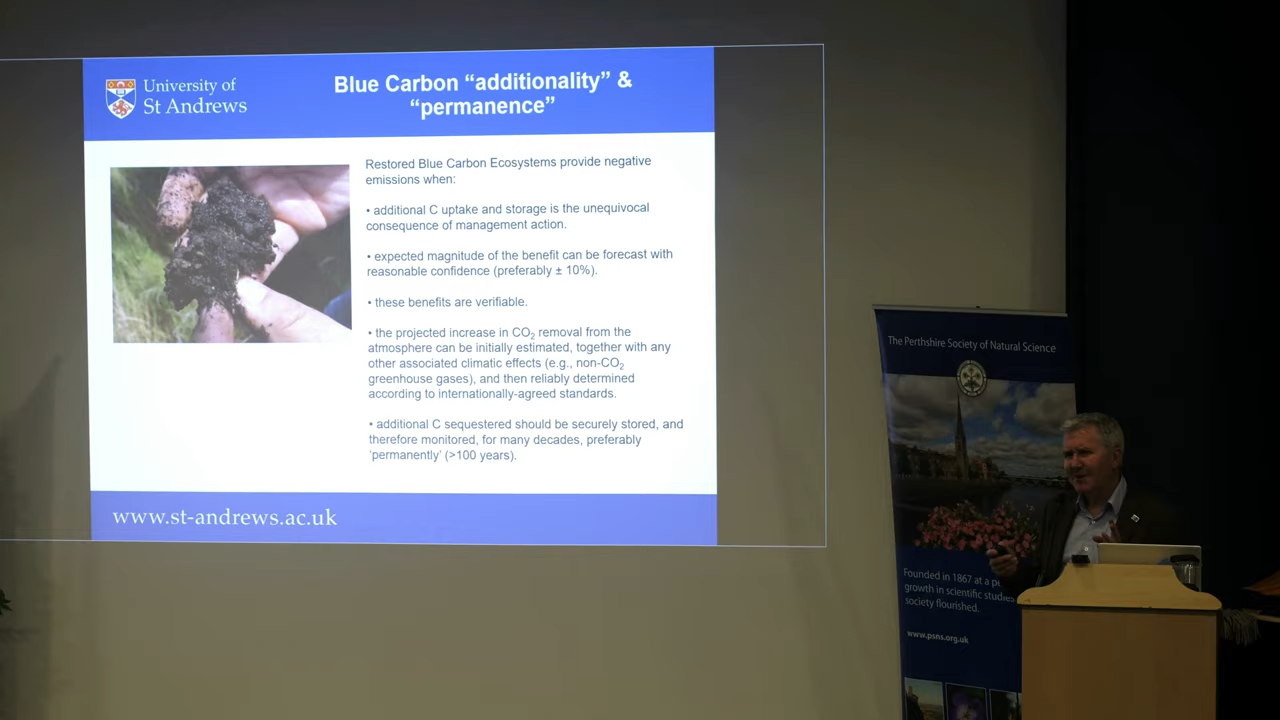 University of
St Andrews
Blue Carbon “additionality” &
“permanence”
Restored Blue Carbon Ecosystems provide negative
emissions when:
• additional C uptake and storage is the unequivocal
consequence of management action.
• expected magnitude of the benefit can be forecast with
reasonable confidence (preferably ± 10%).
• these benefits are verifiable.
• the projected increase in CO₂ removal from the
atmosphere can be initially estimated, together with any
other associated climatic effects (e.g., non-CO₂
greenhouse gases), and then reliably determined
according to internationally-agreed standards.
• additional C sequestered should be securely stored, and
therefore monitored, for many decades, preferably
‘permanently’ (>100 years).
www.st-andrews.ac.uk
The Perthshire Society of Natural Science
Founded in 1867 at a
growth in scientific studies
society flourished.
www.psns.org.uk